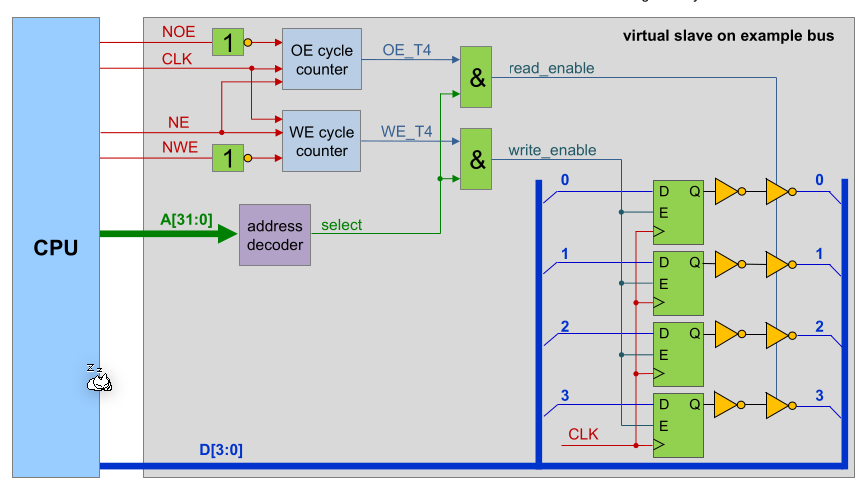 virtual slave on example bus
NOE
1
CLK
OE cycle
counter
OE_T4
&
read_enable
NE
NWE
1
WE cycle
counter
WE_T4
&
write_enable
CPU
A[31:0]
address
decoder
select
0
D
Q
E
0
1
D
Q
E
1
2
D
Q
E
2
3
D
Q
E
3
CLK
D[3:0]
z z